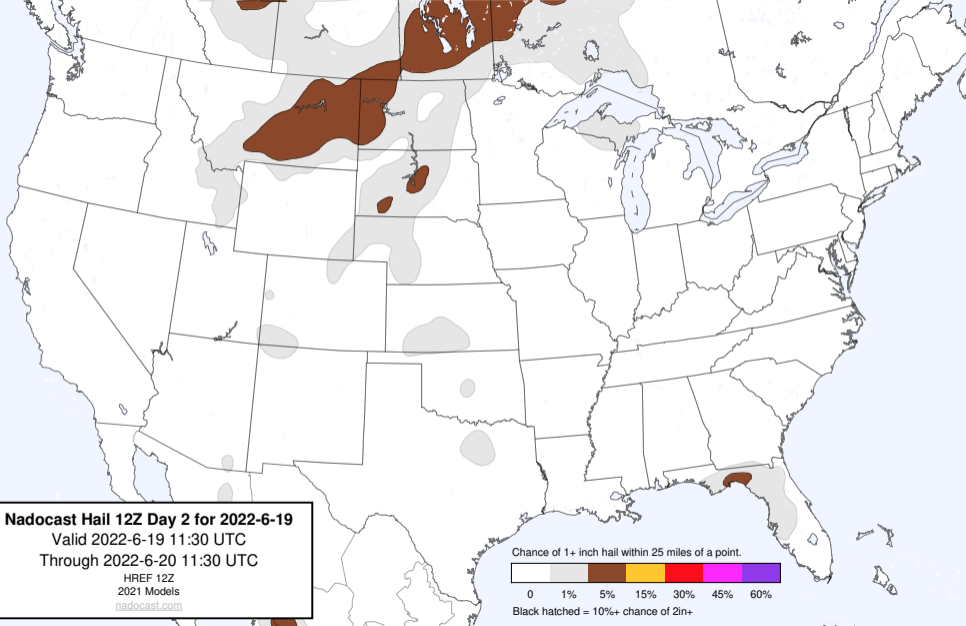 Nadocast Hail 12Z Day 2 for 2022-6-19
Valid 2022-6-19 11:30 UTC
Through 2022-6-20 11:30 UTC
HREF 12Z
2021 Models
nadocast.com
Chance of 1+ inch hail within 25 miles of a point.
0 1% 5% 15% 30% 45% 60%
Black hatched = 10%+ chance of 2in+